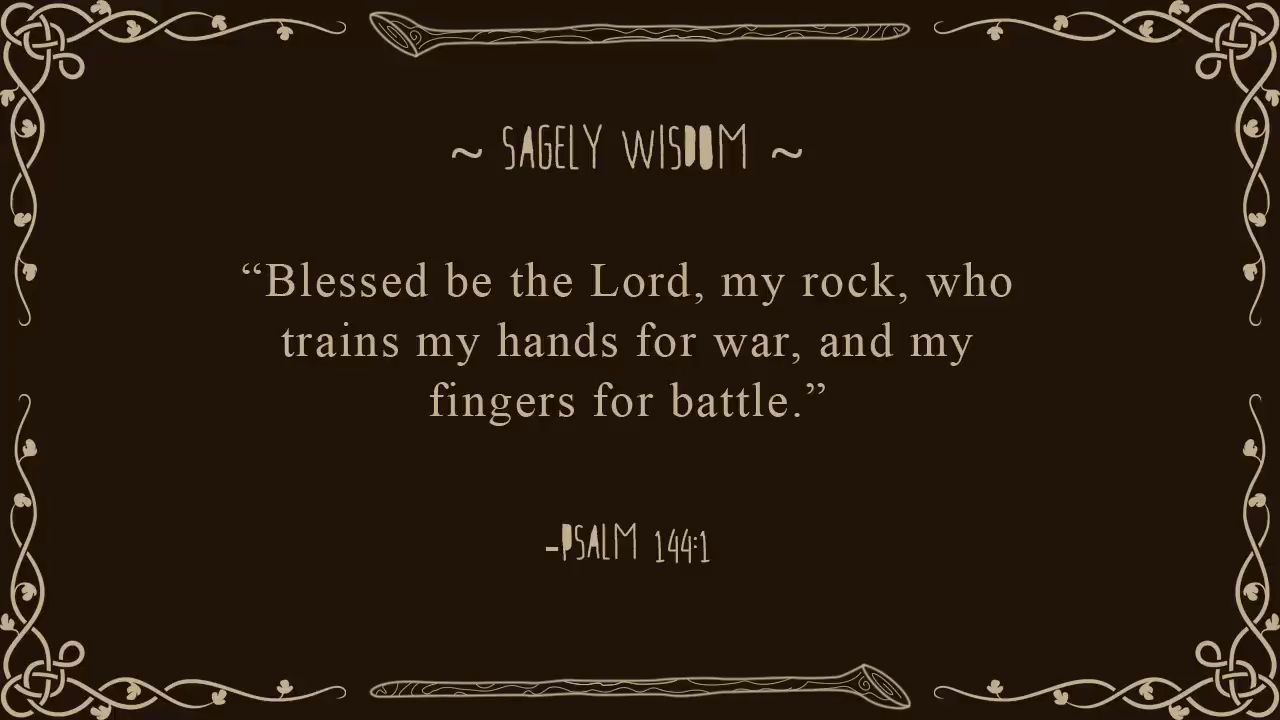 ~ SAGELY WISDOM ~
“Blessed be the Lord, my rock, who
trains my hands for war, and my
fingers for battle.”
-PSALM 144:1